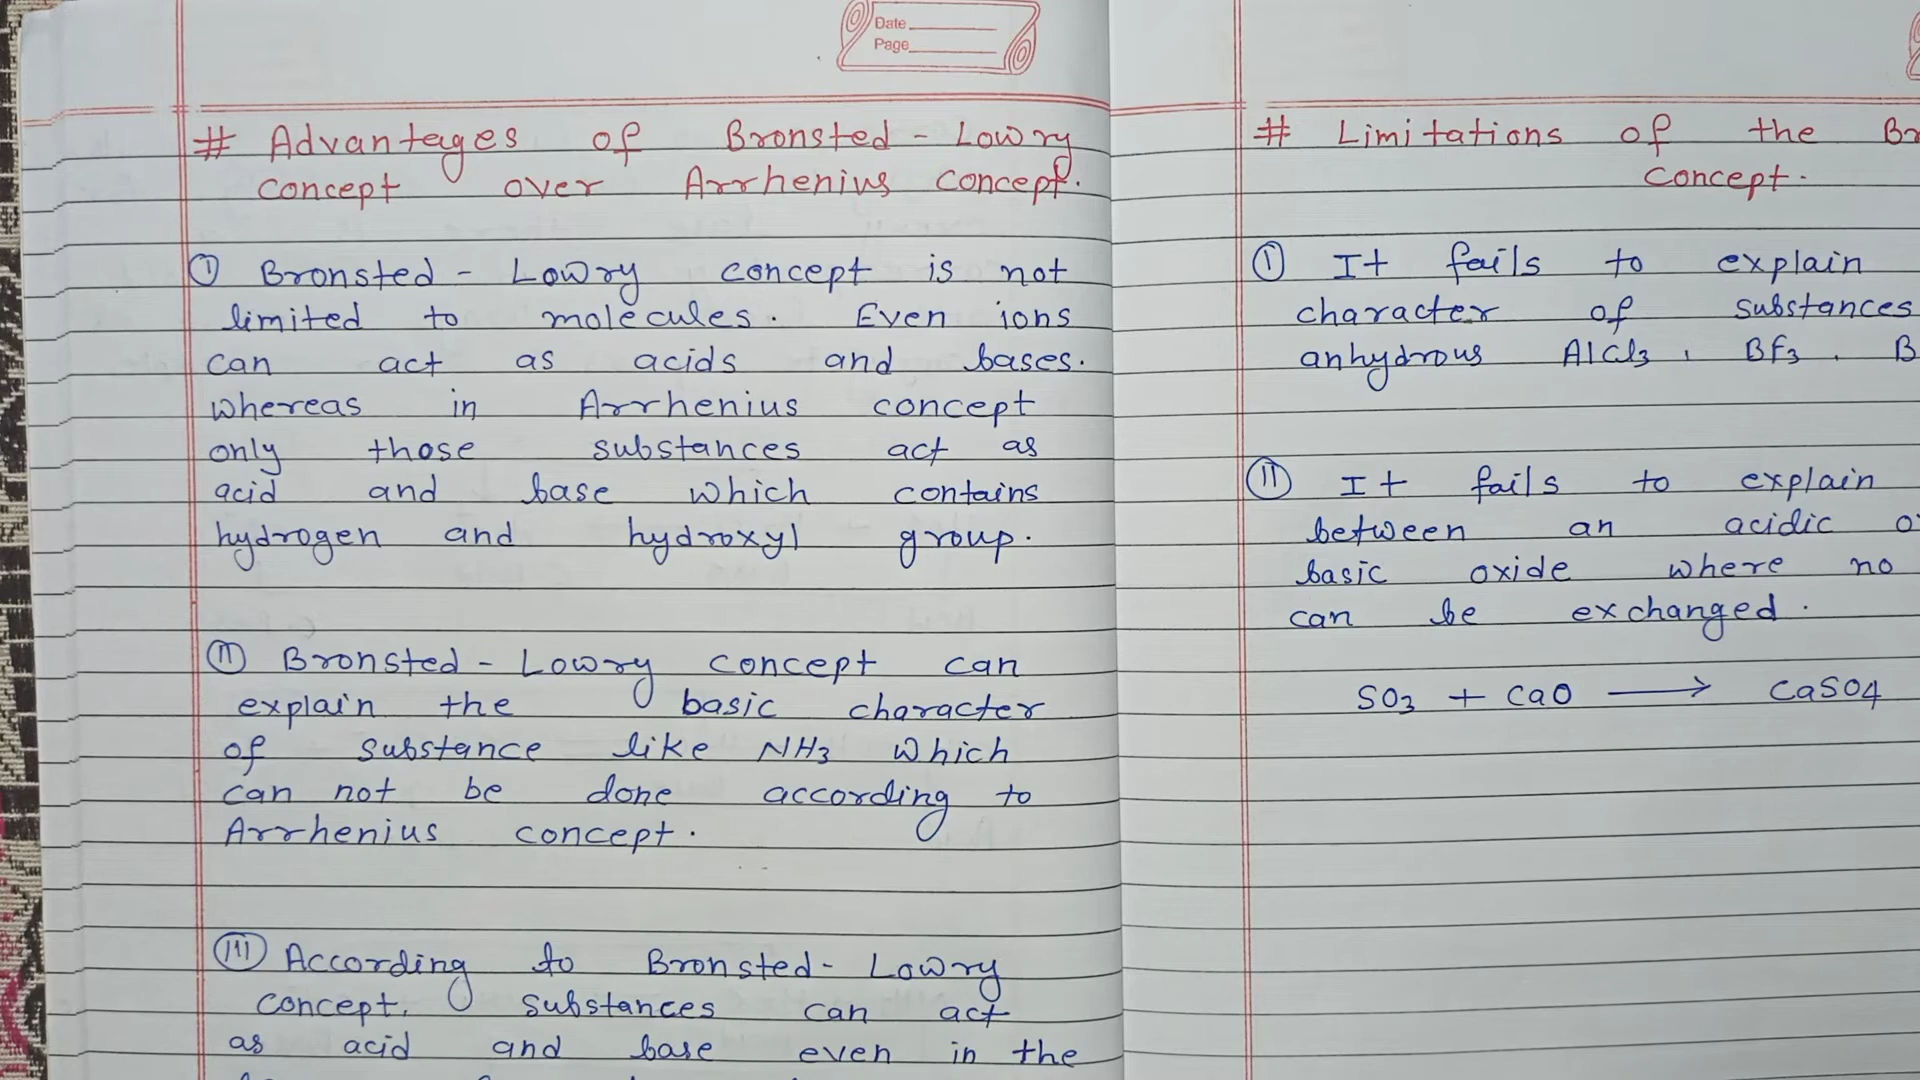 Date
Page
# Advantages of Bronsted - Lowry
concept over Arrhenius concept.
(I) Bronsted - Lowry concept is not
limited to molecules. Even ions
can act as acids and bases.
whereas in Arrhenius concept
only those substances act as
acid and base which contains
hydrogen and hydroxyl group.
(II) Bronsted - Lowry concept can
explain the basic character
of substance like NH3 which
can not be done according to
Arrhenius concept.
(III) According to Bronsted - Lowry
concept, substances can act
as acid and base even in the
# Limitations of the Br
concept.
(I) It fails to explain
character of substances
anhydrous AlCl3, BF3, B
(II) It fails to explain
between an acidic o
basic oxide where no
can be exchanged.
SO3 + CaO ⟶ CaSO4